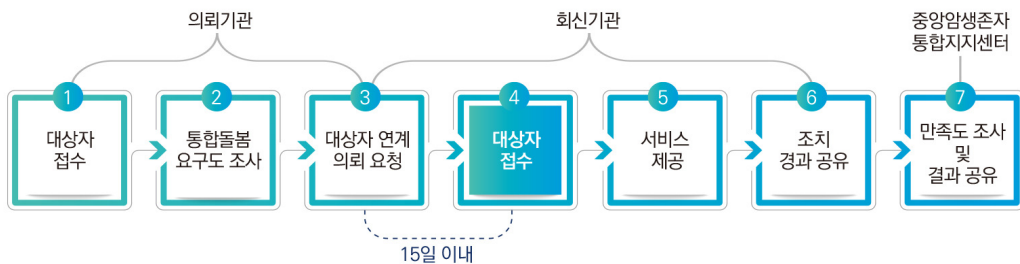 의뢰기관
회신기관
중앙암생존자
통합지지센터
1
대상자
접수
2
통합돌봄
요구도 조사
3
대상자 연계
의뢰 요청
4
대상자
접수
5
서비스
제공
6
조치
경과 공유
7
만족도 조사
및
결과 공유
15일 이내